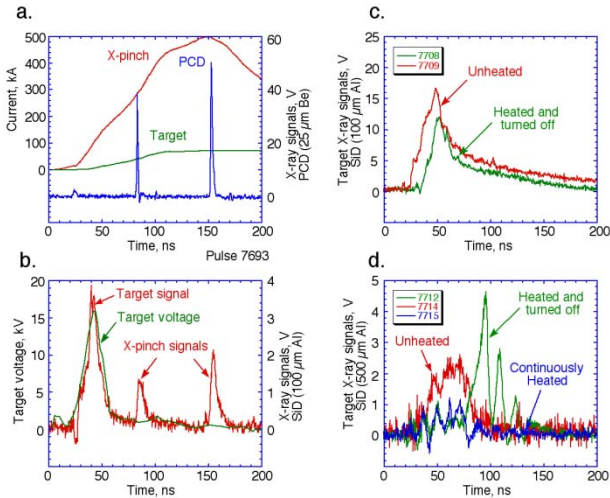 a.
500
400
300
200
100
0
Current, kA
60
40
20
0
X-ray signals, V
PCD (25 µm Be)
X-pinch
PCD
Target
0 50 100 150 200
Time, ns
Pulse 7693
b.
20
15
10
5
0
Target voltage, kV
4
3
2
1
0
X-ray signals, V
SiD (100 µm Al)
Target signal
Target voltage
X-pinch signals
0 50 100 150 200
Time, ns
c.
25
20
15
10
5
0
Target X-ray signals, V
SiD (100 µm Al)
7708
7709
Unheated
Heated and
turned off
0 50 100 150 200
Time, ns
d.
5
4
3
2
1
0
Target X-ray signals, V
SiD (500 µm Al)
7712
7714
7715
Heated and
turned off
Unheated
Continuously
Heated
0 50 100 150 200
Time, ns